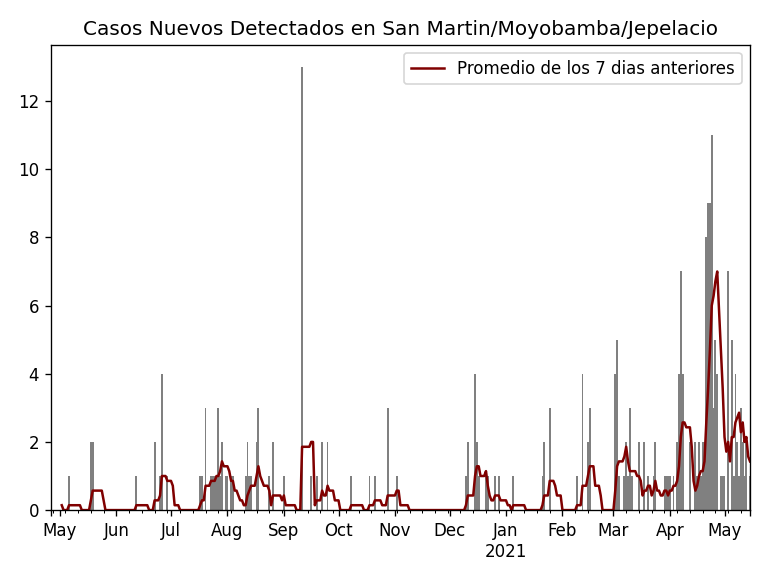 Casos Nuevos Detectados en San Martin/Moyobamba/Jepelacio
Promedio de los 7 dias anteriores
12
10
8
6
4
2
0
May Jun Jul Aug Sep Oct Nov Dec Jan Feb Mar Apr May
2021